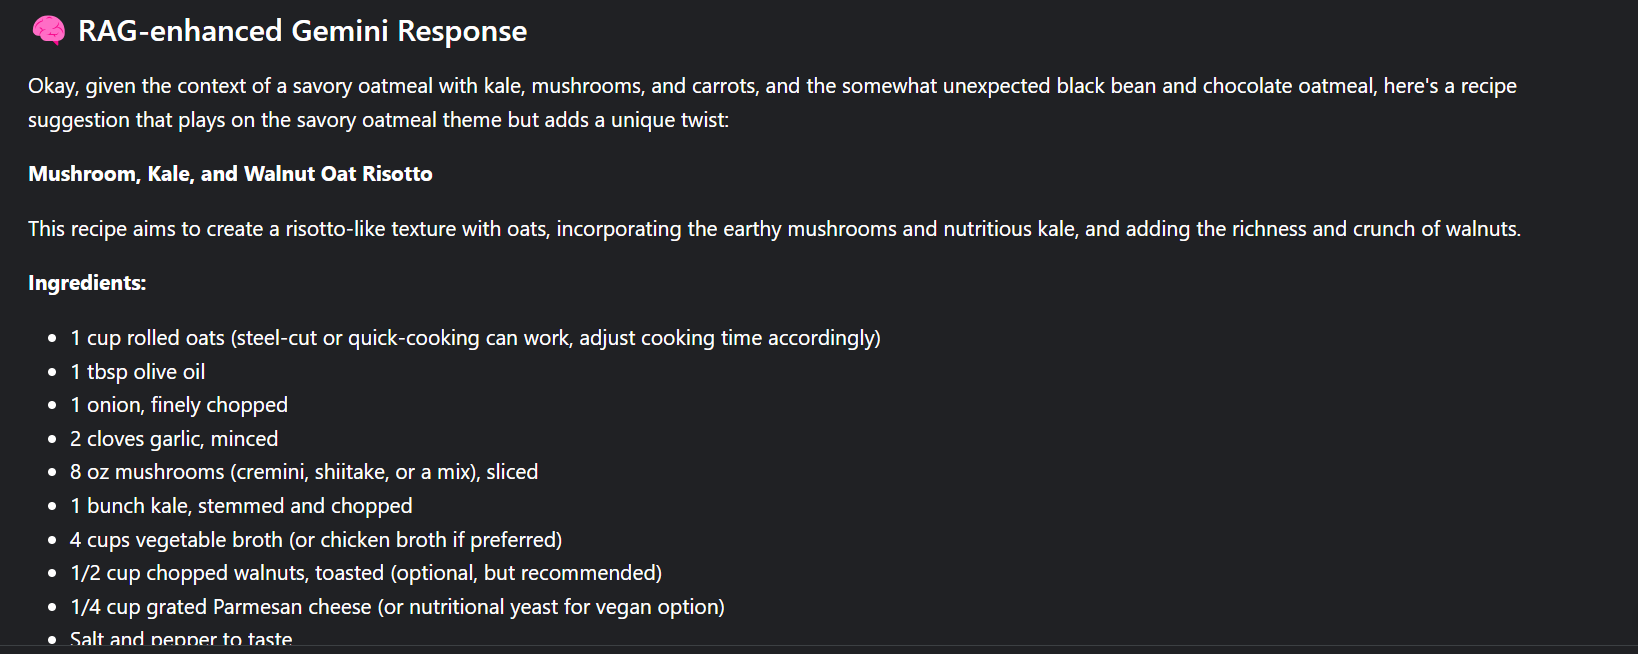 🧠 RAG-enhanced Gemini Response
Okay, given the context of a savory oatmeal with kale, mushrooms, and carrots, and the somewhat unexpected black bean and chocolate oatmeal, here's a recipe
suggestion that plays on the savory oatmeal theme but adds a unique twist:
Mushroom, Kale, and Walnut Oat Risotto
This recipe aims to create a risotto-like texture with oats, incorporating the earthy mushrooms and nutritious kale, and adding the richness and crunch of walnuts.
Ingredients:
• 1 cup rolled oats (steel-cut or quick-cooking can work, adjust cooking time accordingly)
• 1 tbsp olive oil
• 1 onion, finely chopped
• 2 cloves garlic, minced
• 8 oz mushrooms (cremini, shiitake, or a mix), sliced
• 1 bunch kale, stemmed and chopped
• 4 cups vegetable broth (or chicken broth if preferred)
• 1/2 cup chopped walnuts, toasted (optional, but recommended)
• 1/4 cup grated Parmesan cheese (or nutritional yeast for vegan option)
• Salt and pepper to taste